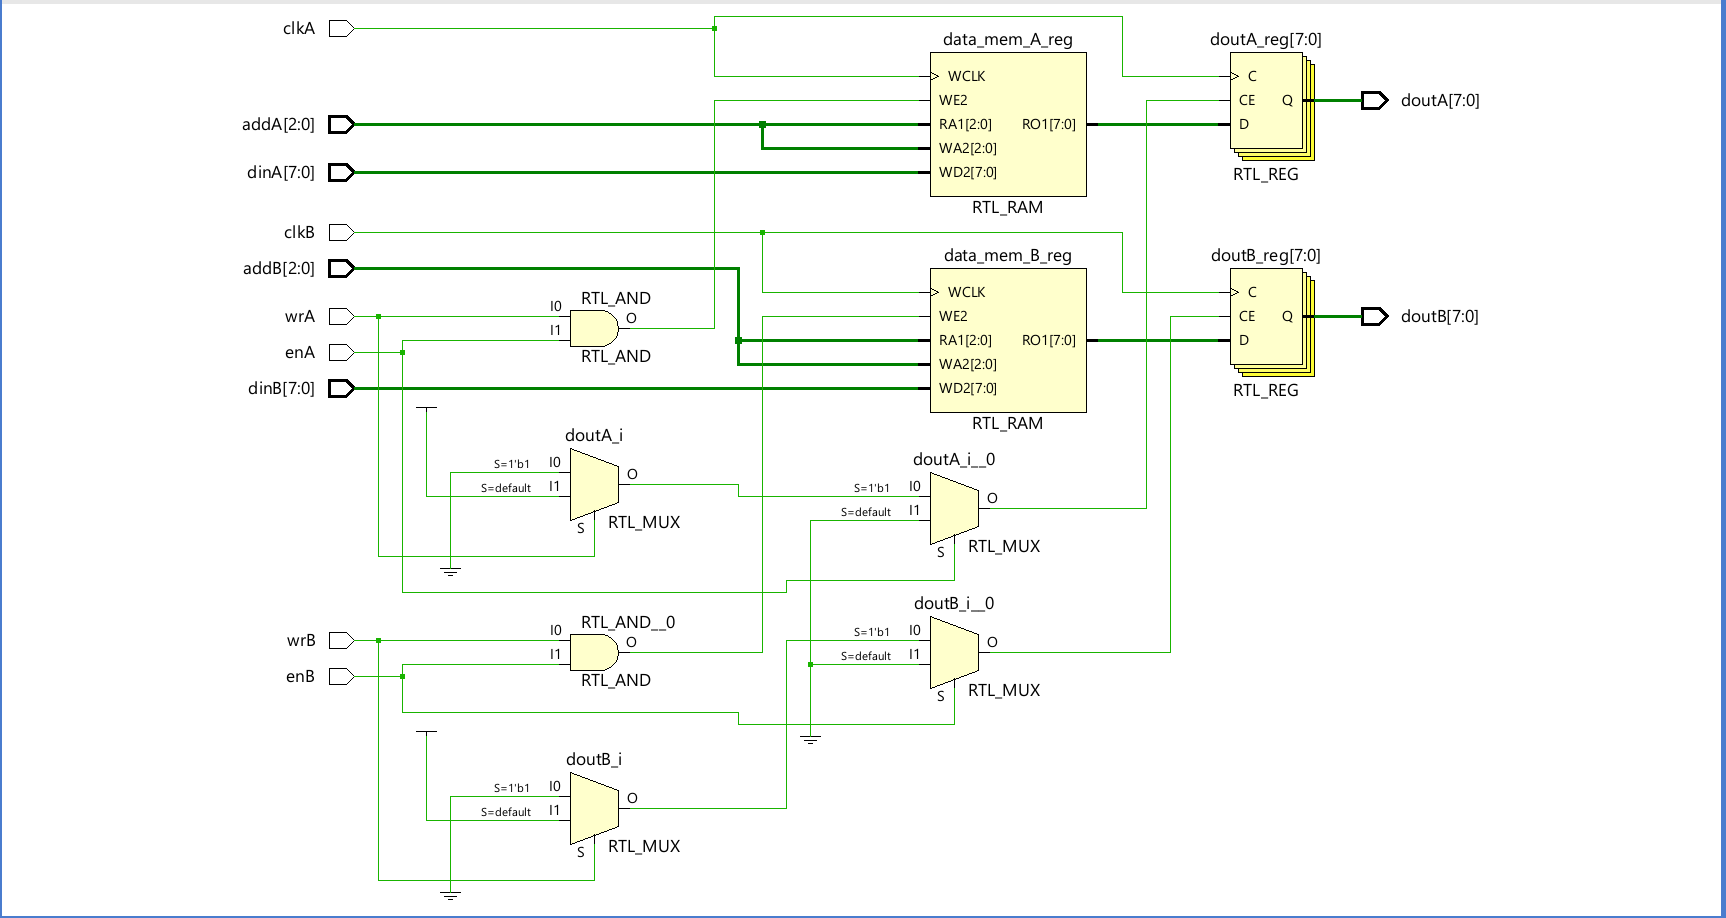 clkA
data_mem_A_reg
WCLK
WE2
RA1[2:0]
RO1[7:0]
WA2[2:0]
WD2[7:0]
RTL_RAM
doutA_reg[7:0]
C
CE
Q
D
RTL_REG
doutA[7:0]
addA[2:0]
dinA[7:0]
clkB
addB[2:0]
data_mem_B_reg
WCLK
WE2
RA1[2:0]
RO1[7:0]
WA2[2:0]
WD2[7:0]
RTL_RAM
doutB_reg[7:0]
C
CE
Q
D
RTL_REG
doutB[7:0]
wrA
enA
dinB[7:0]
RTL_AND
I0
I1
O
RTL_AND
doutA_i
S=1'b1
I0
S=default
I1
O
S
RTL_MUX
doutA_i__0
S=1'b1
I0
S=default
I1
O
S
RTL_MUX
wrB
enB
RTL_AND__0
I0
I1
O
RTL_AND
doutB_i__0
S=1'b1
I0
S=default
I1
O
S
RTL_MUX
doutB_i
S=1'b1
I0
S=default
I1
O
S
RTL_MUX